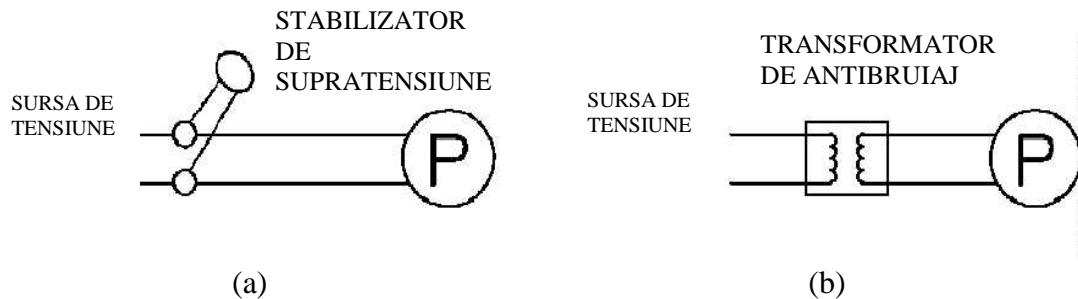 STABILIZATOR
DE
SUPRATENSIUNE
SURSA DE
TENSIUNE
P
(a)
TRANSFORMATOR
DE ANTIBRUIAJ
SURSA DE
TENSIUNE
P
(b)